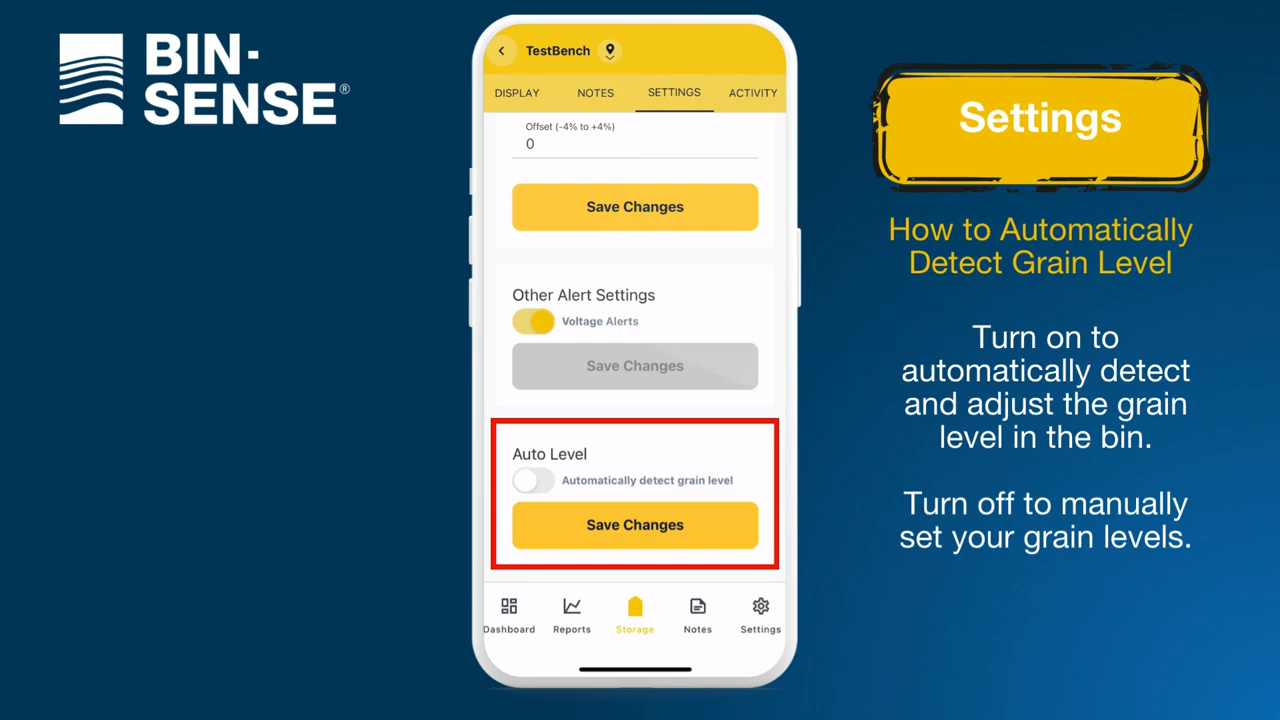 BIN-
SENSE®
TestBench
DISPLAY NOTES SETTINGS ACTIVITY
Offset (-4% to +4%)
0
Save Changes
Other Alert Settings
Voltage Alerts
Save Changes
Auto Level
Automatically detect grain level
Save Changes
Dashboard Reports Storage Notes Settings
Settings
How to Automatically
Detect Grain Level
Turn on to
automatically detect
and adjust the grain
level in the bin.
Turn off to manually
set your grain levels.